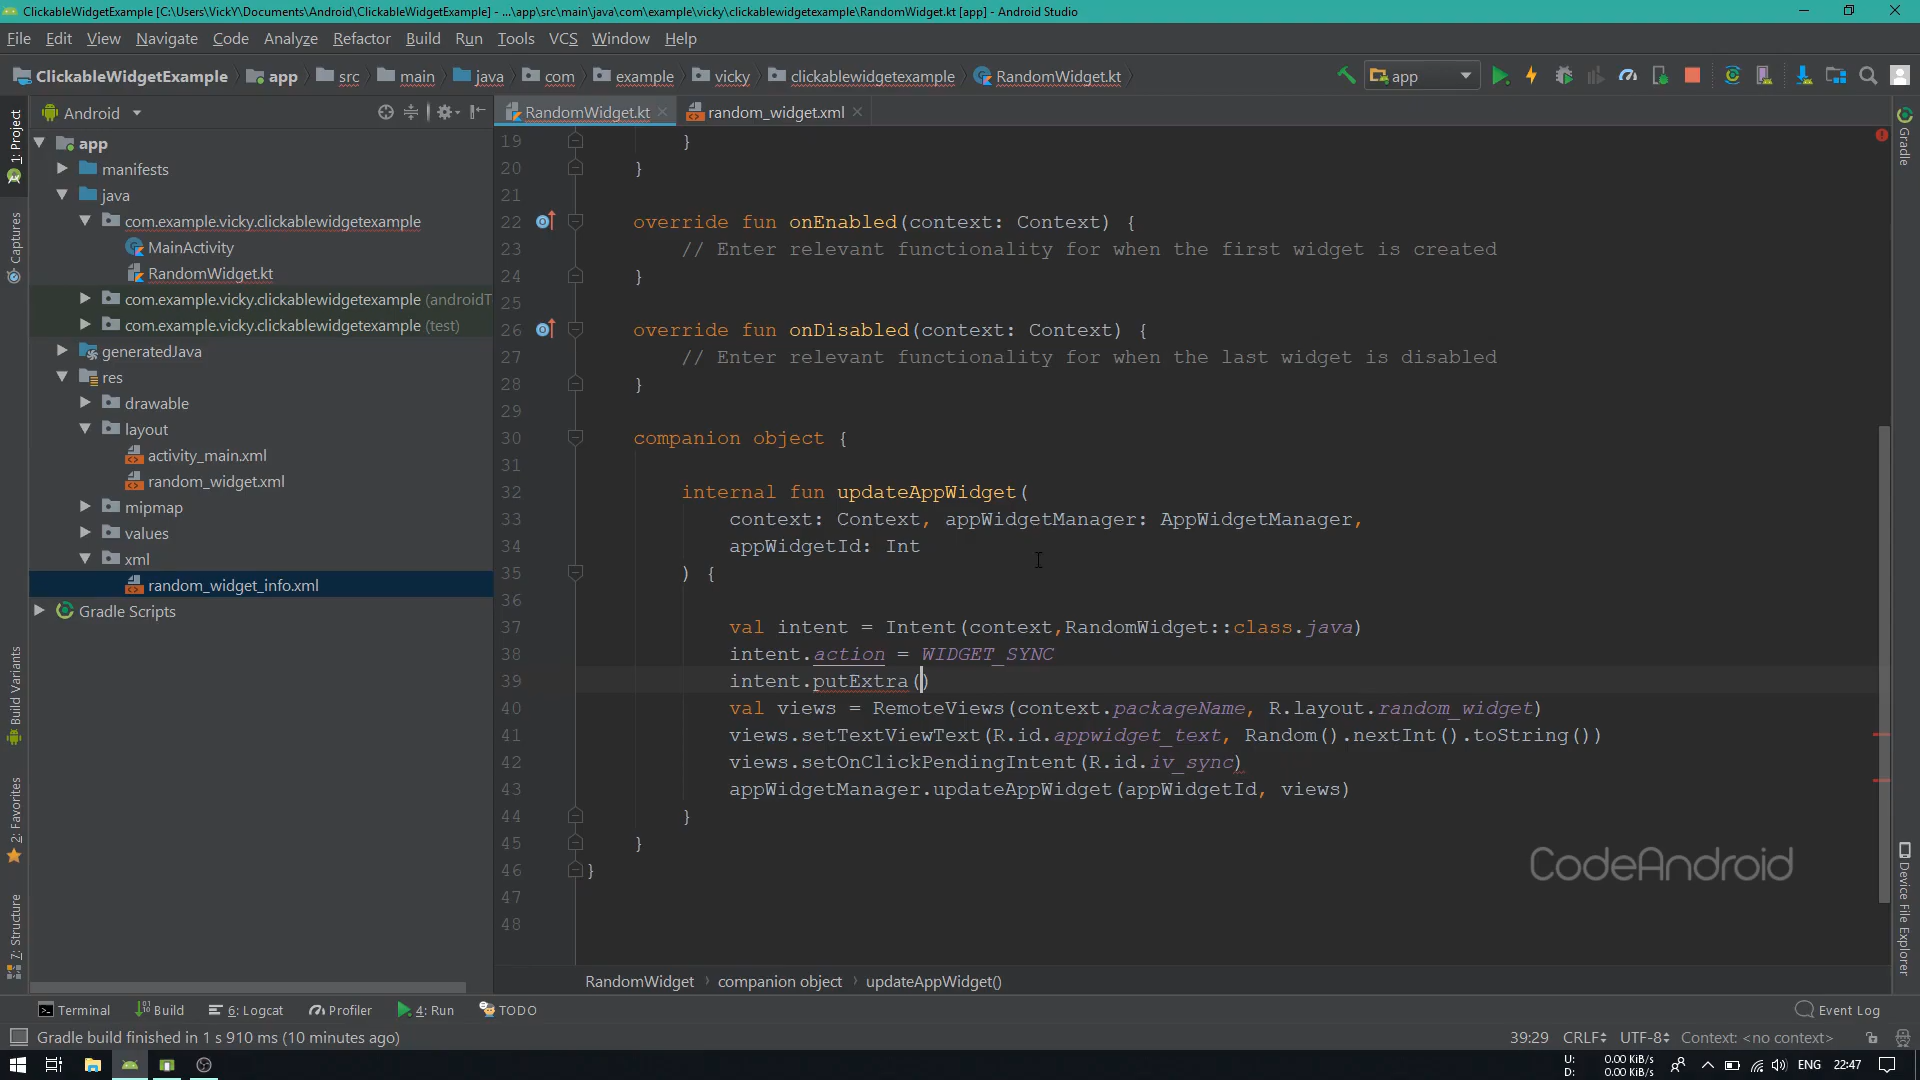 ClickableWidgetExample [C:\Users\VickY\Documents\Android\ClickableWidgetExample] - ...\app\src\main\java\com\example\vicky\clickablewidgetexample\RandomWidget.kt [app] - Android Studio
File Edit View Navigate Code Analyze Refactor Build Run Tools VCS Window Help
ClickableWidgetExample app src main java com example vicky clickablewidgetexample RandomWidget.kt app
Android
RandomWidget.kt random_widget.xml
1: Project
Captures
Build Variants
2: Favorites
7: Structure
app
manifests
java
com.example.vicky.clickablewidgetexample
MainActivity
RandomWidget.kt
com.example.vicky.clickablewidgetexample (androidT
com.example.vicky.clickablewidgetexample (test)
generatedJava
res
drawable
layout
activity_main.xml
random_widget.xml
mipmap
values
xml
random_widget_info.xml
Gradle Scripts
19 }
20 }
21
22 override fun onEnabled(context: Context) {
23 // Enter relevant functionality for when the first widget is created
24 }
25
26 override fun onDisabled(context: Context) {
27 // Enter relevant functionality for when the last widget is disabled
28 }
29
30 companion object {
31
32 internal fun updateAppWidget(
33 context: Context, appWidgetManager: AppWidgetManager,
34 appWidgetId: Int
35 ) {
36
37 val intent = Intent(context,RandomWidget::class.java)
38 intent.action = WIDGET_SYNC
39 intent.putExtra()
40 val views = RemoteViews(context.packageName, R.layout.random_widget)
41 views.setTextViewText(R.id.appwidget_text, Random().nextInt().toString())
42 views.setOnClickPendingIntent(R.id.iv_sync)
43 appWidgetManager.updateAppWidget(appWidgetId, views)
44 }
45 }
46 }
47
48
CodeAndroid
Gradle
Device File Explorer
RandomWidget companion object updateAppWidget()
Terminal Build 6: Logcat Profiler 4: Run TODO Event Log
Gradle build finished in 1 s 910 ms (10 minutes ago) 39:29 CRLF UTF-8 Context: <no context>
U: 0.00 KiB/s
D: 0.00 KiB/s
ENG 22:47